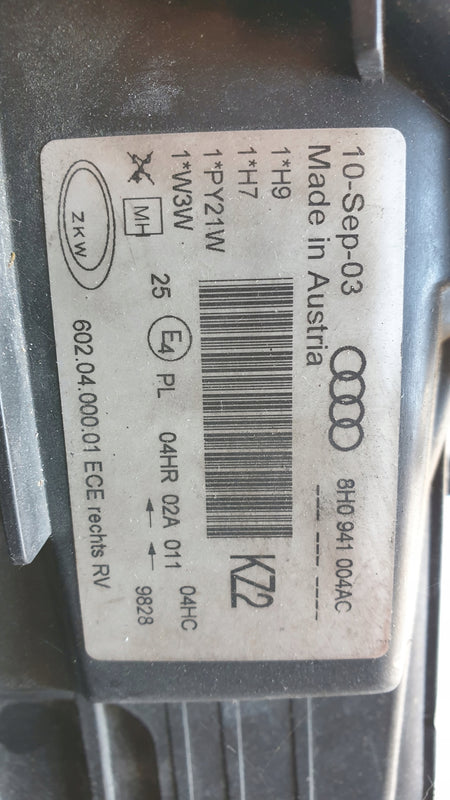 10-Sep-03 8H0 941 004AC
Made in Austria --- --- ----
1*H9
1*H7
1*PY21W KZ2
1*W3W
MH 25 E4 PL 04HR 02A 011 04HC
← ← 9828
ZKW 602.04.000.01 ECE rechts RV